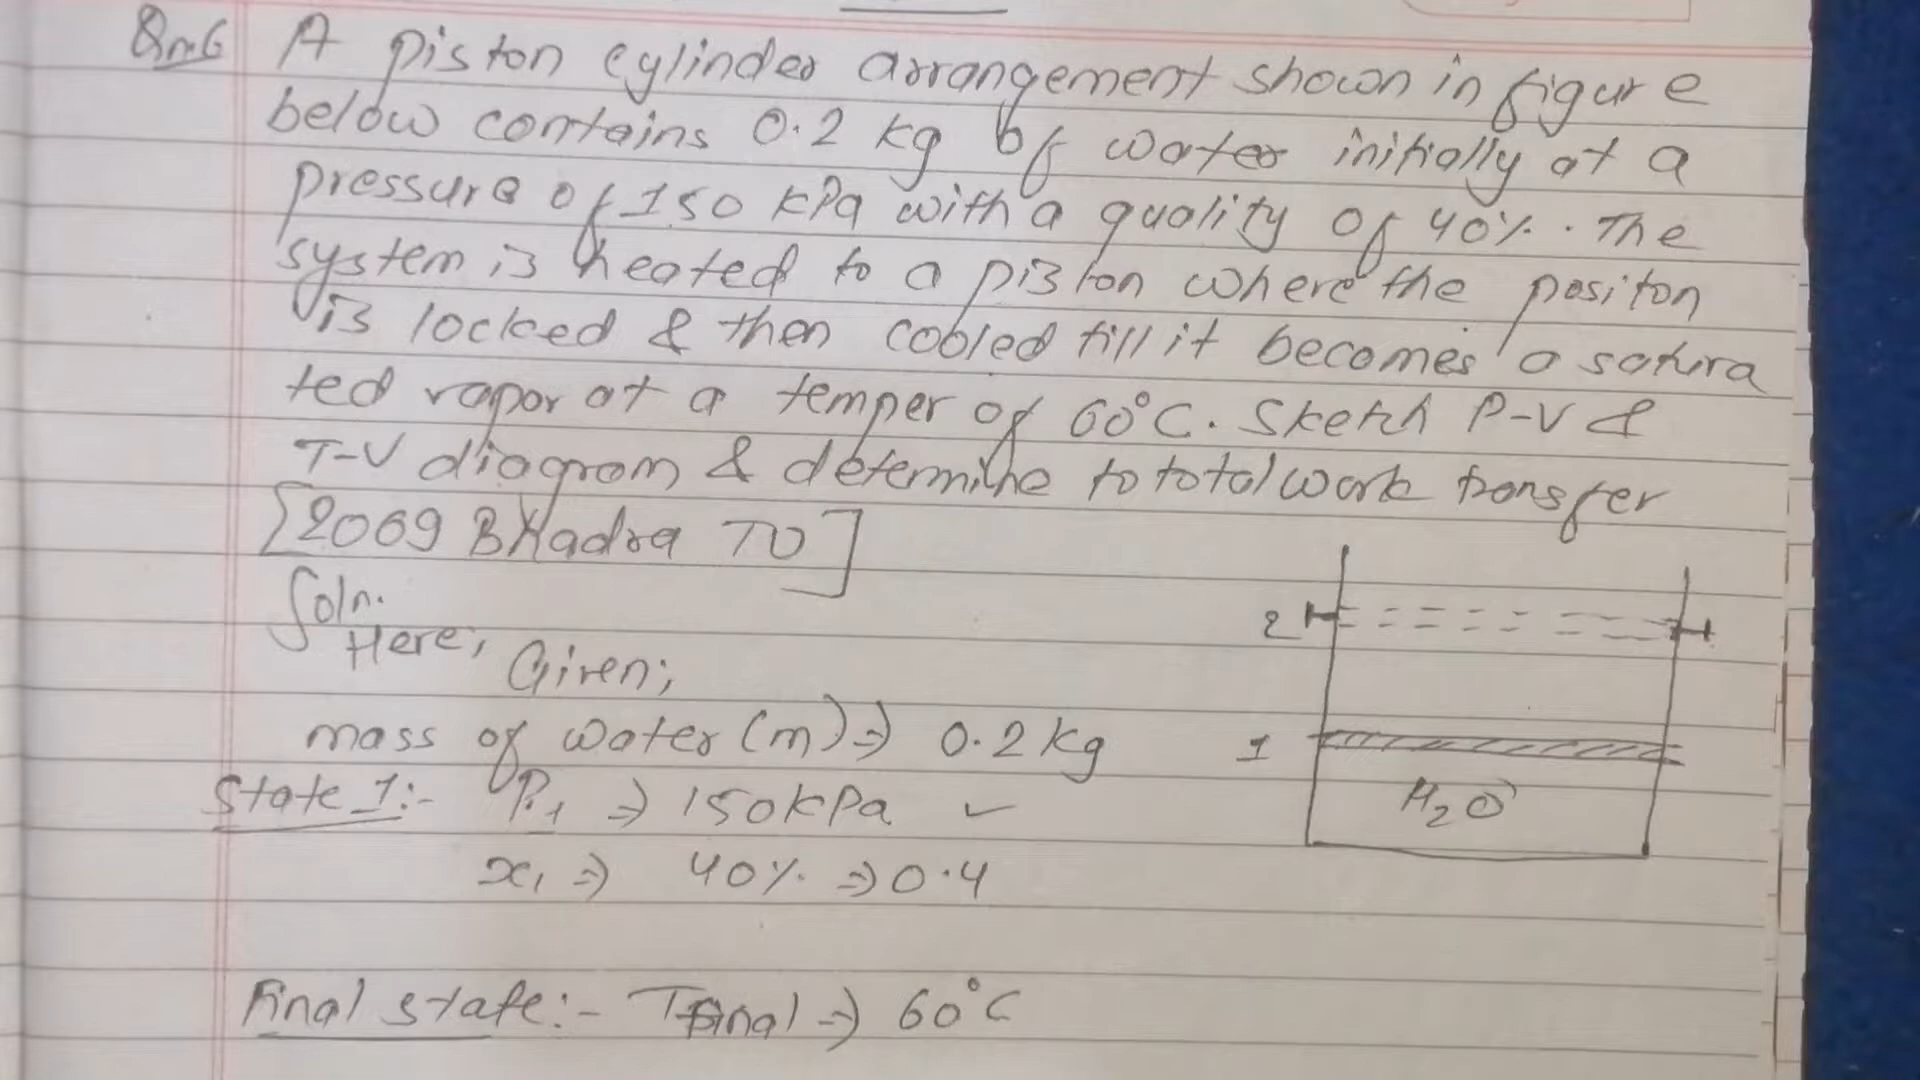 Qn.6 A piston cylinder arrangement shown in figure
below contains 0.2 kg of water initially at a
pressure of 150 kPa with a quality of 40%. The
system is heated to a piston where the positon
is locked & then cooled till it becomes a satura
ted vapor at a temper of 60°C. Sketch P-V &
T-V diagram & determine to total work transfer
[2069 Bhadra TU]
Soln.
Here, Given;
mass of water (m) ⇒ 0.2 kg
State 1:- P1 ⇒ 150kPa ✓
x1 ⇒ 40% ⇒ 0.4
Final state:- Tfinal ⇒ 60°C
2
1
H2O